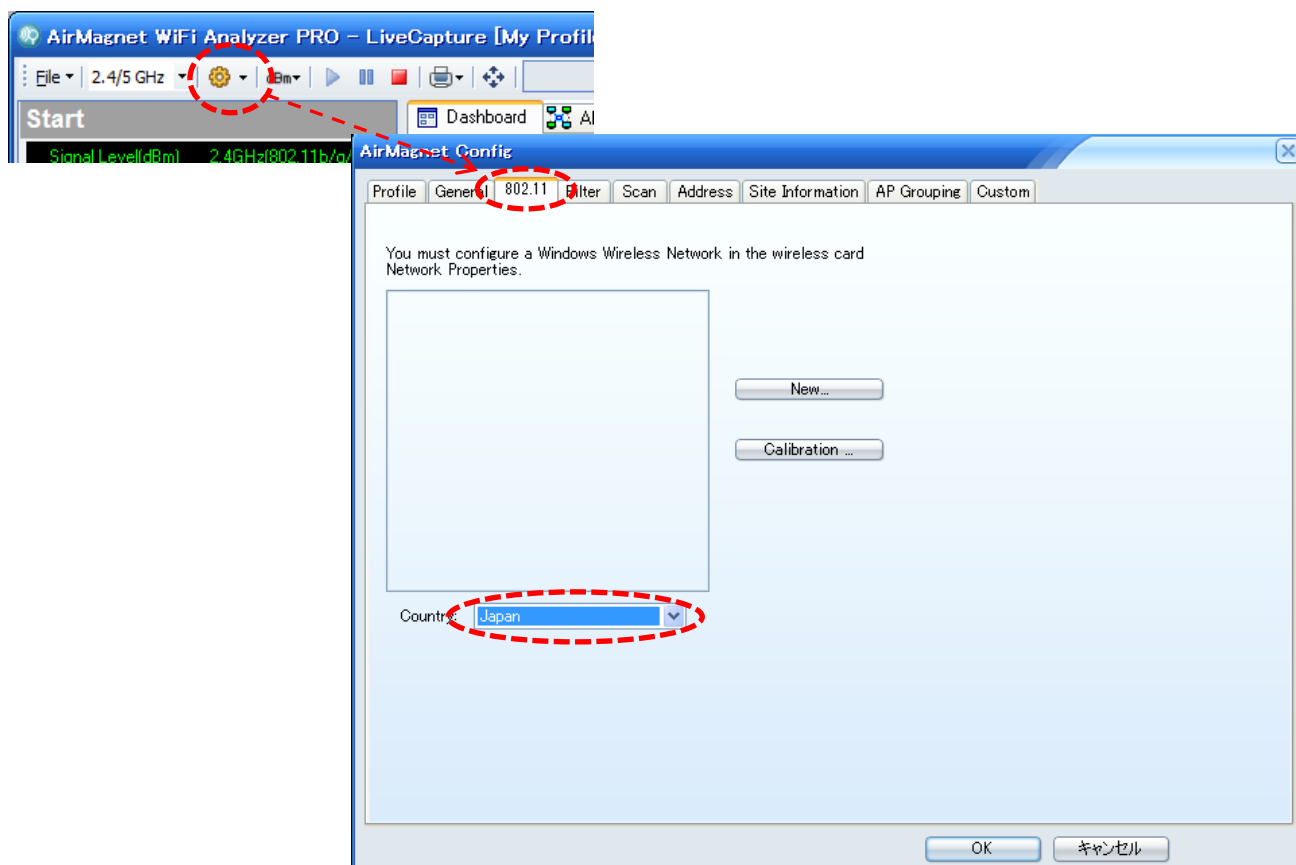 AirMagnet WiFi Analyzer PRO - LiveCapture [My Profil
File 2.4/5 GHz dBm
Start
Dashboard
Signal Level(dBm) 2.4GHz(802.11b/g/
AirMagnet Config
Profile General 802.11 Filter Scan Address Site Information AP Grouping Custom
You must configure a Windows Wireless Network in the wireless card
Network Properties.
New...
Calibration ...
Country: Japan
OK キャンセル